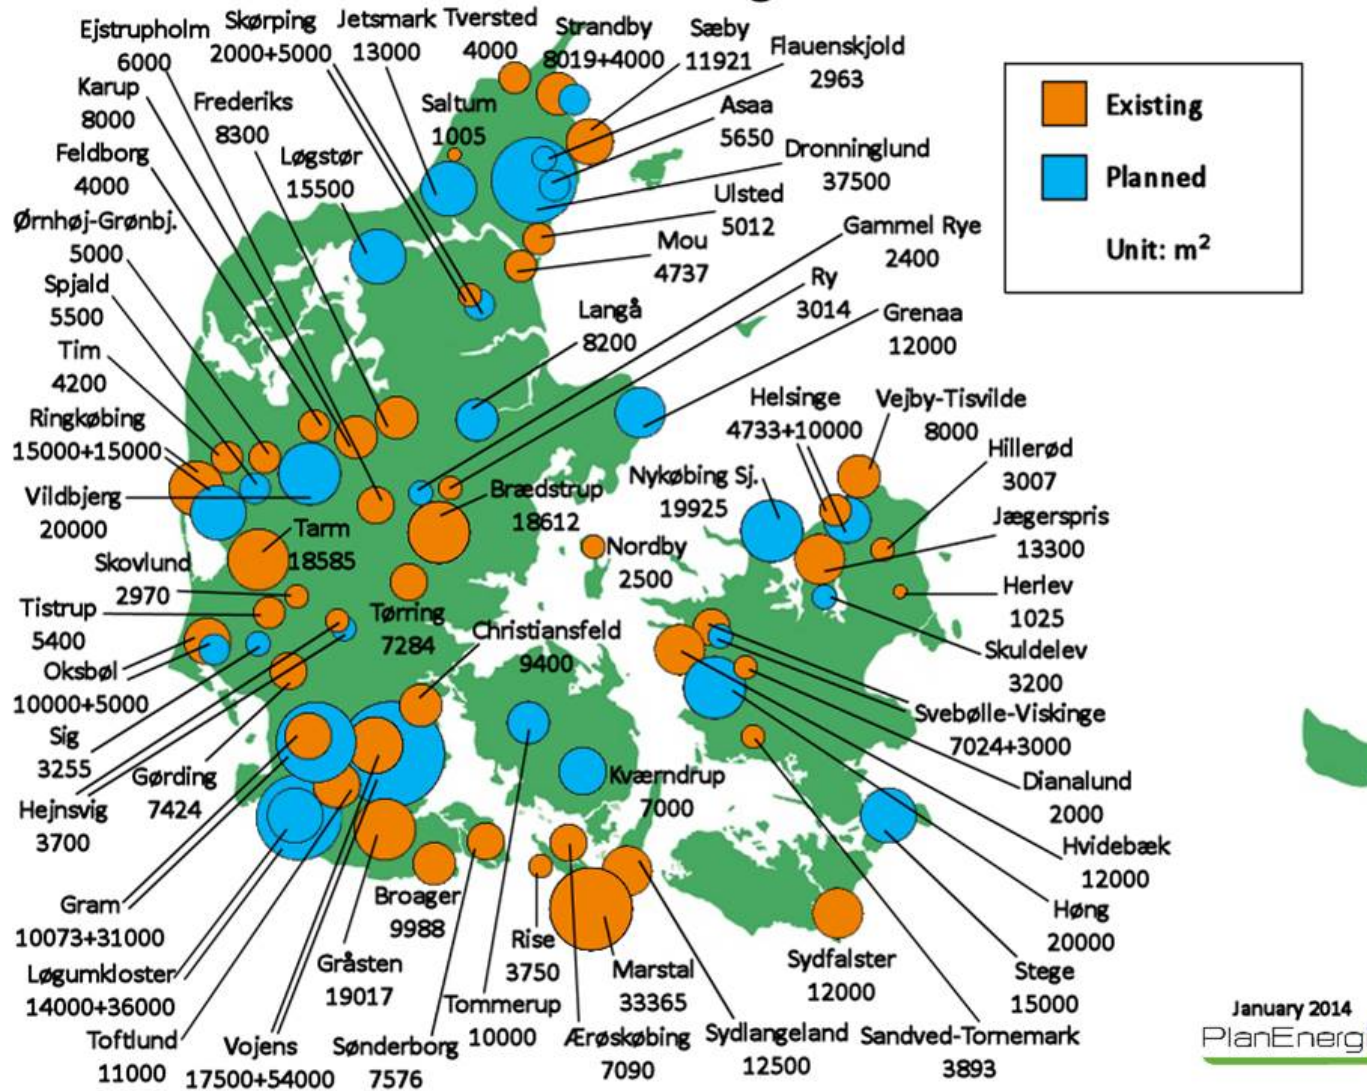 Ejstrupholm
6000
Skørping
2000+5000
Jetsmark
13000
Tversted
4000
Strandby
8019+4000
Sæby
11921
Flauenskjold
2963
Karup
8000
Frederiks
8300
Saltum
1005
Asaa
5650
Feldborg
4000
Løgstør
15500
Dronninglund
37500
Ørnhøj-Grønbj.
5000
Ulsted
5012
Mou
4737
Gammel Rye
2400
Spjald
5500
Langå
8200
Ry
3014
Grenaa
12000
Tim
4200
Ringkøbing
15000+15000
Helsinge
4733+10000
Vejby-Tisvilde
8000
Hillerød
3007
Vildbjerg
20000
Brædstrup
18612
Nykøbing Sj.
19925
Jægerspris
13300
Tarm
18585
Nordby
2500
Skovlund
2970
Herlev
1025
Tistrup
5400
Tørring
7284
Christiansfeld
9400
Skuldelev
3200
Oksbøl
10000+5000
Svebølle-Viskinge
7024+3000
Sig
3255
Gørding
7424
Kværndrup
7000
Dianalund
2000
Hejnsvig
3700
Hvidebæk
12000
Gram
10073+31000
Broager
9988
Høng
20000
Rise
3750
Løgumkloster
14000+36000
Gråsten
19017
Marstal
33365
Sydfalster
12000
Stege
15000
Toftlund
11000
Vojens
17500+54000
Sønderborg
7576
Tommerup
10000
Ærøskøbing
7090
Sydlangeland
12500
Sandved-Tornemark
3893
Existing
Planned
Unit: m²
January 2014
PlanEnerg